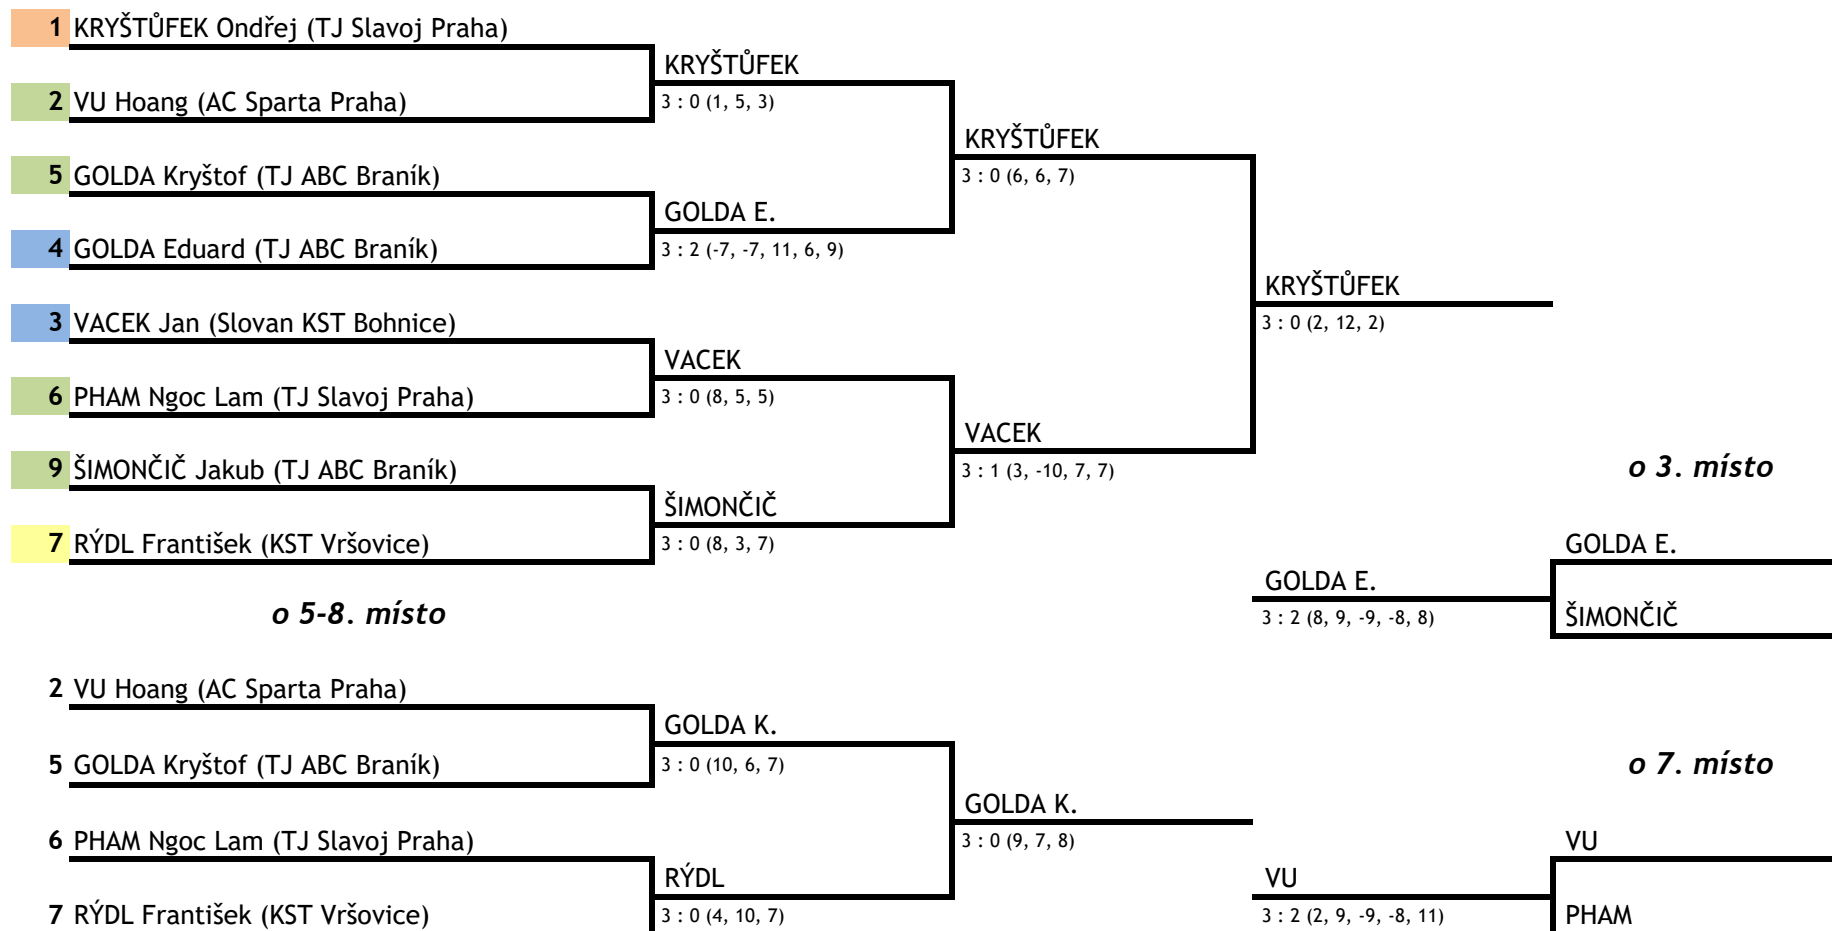 1 KRYŠTŮFEK Ondřej (TJ Slavoj Praha)
KRYŠTŮFEK
2 VU Hoang (AC Sparta Praha)
3 : 0 (1, 5, 3)
KRYŠTŮFEK
5 GOLDA Kryštof (TJ ABC Braník)
3 : 0 (6, 6, 7)
GOLDA E.
4 GOLDA Eduard (TJ ABC Braník)
3 : 2 (-7, -7, 11, 6, 9)
KRYŠTŮFEK
3 VACEK Jan (Slovan KST Bohnice)
3 : 0 (2, 12, 2)
VACEK
6 PHAM Ngoc Lam (TJ Slavoj Praha)
3 : 0 (8, 5, 5)
VACEK
9 ŠIMONČIČ Jakub (TJ ABC Braník)
3 : 1 (3, -10, 7, 7)
o 3. místo
ŠIMONČIČ
7 RÝDL František (KST Vršovice)
3 : 0 (8, 3, 7)
GOLDA E.
GOLDA E.
o 5-8. místo
3 : 2 (8, 9, -9, -8, 8)
ŠIMONČIČ
2 VU Hoang (AC Sparta Praha)
GOLDA K.
5 GOLDA Kryštof (TJ ABC Braník)
3 : 0 (10, 6, 7)
o 7. místo
GOLDA K.
6 PHAM Ngoc Lam (TJ Slavoj Praha)
3 : 0 (9, 7, 8)
VU
RÝDL
VU
7 RÝDL František (KST Vršovice)
3 : 0 (4, 10, 7)
3 : 2 (2, 9, -9, -8, 11)
PHAM